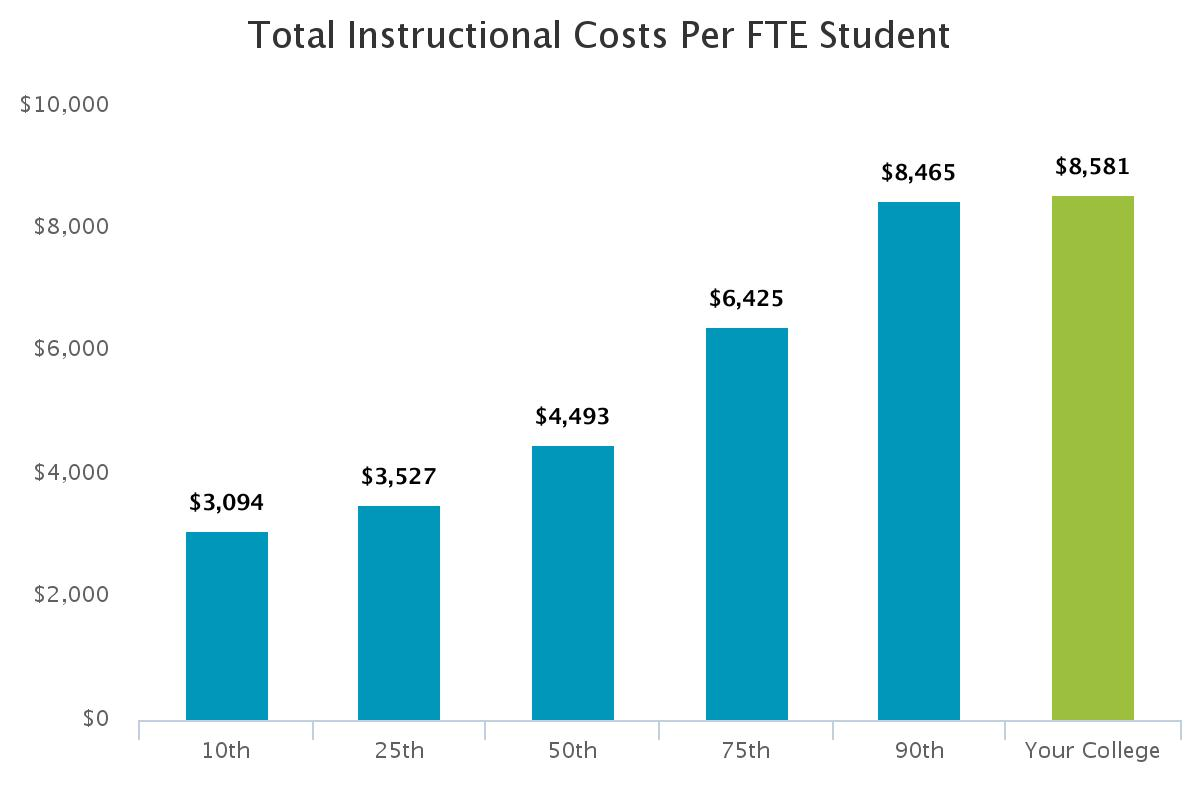 Total Instructional Costs Per FTE Student
$10,000
$8,000
$6,000
$4,000
$2,000
$0
$3,094
$3,527
$4,493
$6,425
$8,465
$8,581
10th
25th
50th
75th
90th
Your College